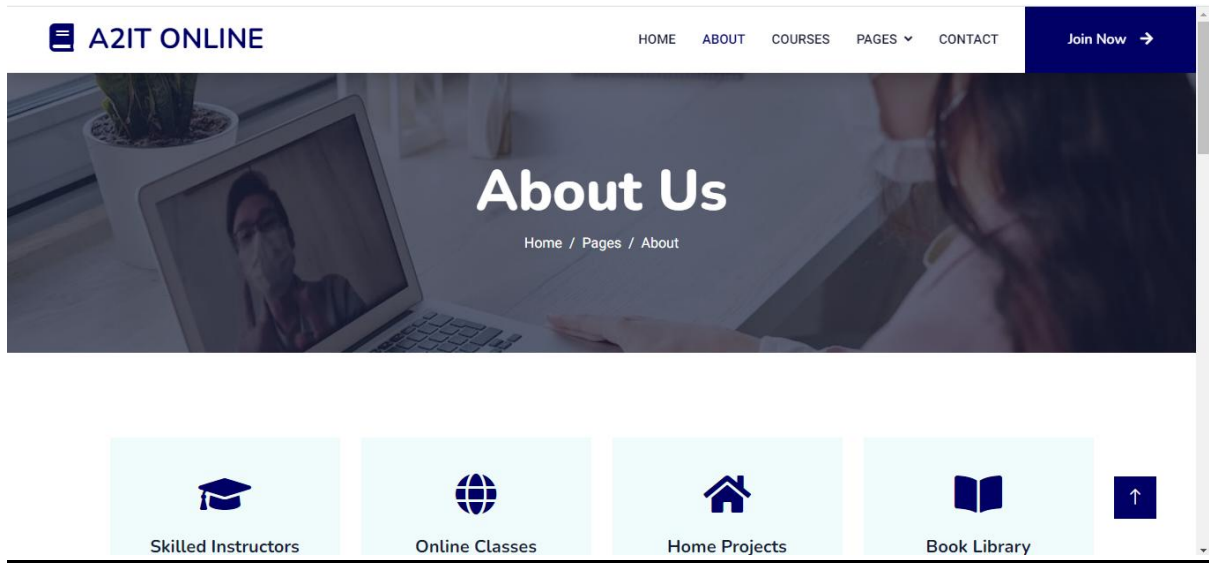 A2IT ONLINE
HOME ABOUT COURSES PAGES CONTACT Join Now
About Us
Home / Pages / About
Skilled Instructors Online Classes Home Projects Book Library